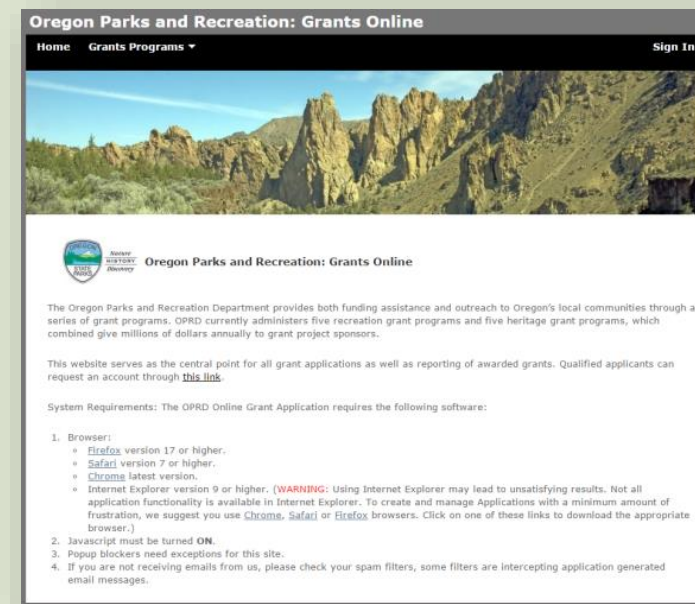 Oregon Parks and Recreation: Grants Online
Home Grants Programs ▾ Sign In
OREGON
STATE
PARKS
Nature
HISTORY
Discovery
Oregon Parks and Recreation: Grants Online
The Oregon Parks and Recreation Department provides both funding assistance and outreach to Oregon's local communities through a
series of grant programs. OPRD currently administers five recreation grant programs and five heritage grant programs, which
combined give millions of dollars annually to grant project sponsors.
This website serves as the central point for all grant applications as well as reporting of awarded grants. Qualified applicants can
request an account through this link.
System Requirements: The OPRD Online Grant Application requires the following software:
1. Browser:
Firefox version 17 or higher.
Safari version 7 or higher.
Chrome latest version.
Internet Explorer version 9 or higher. (WARNING: Using Internet Explorer may lead to unsatisfying results. Not all
application functionality is available in Internet Explorer. To create and manage Applications with a minimum amount of
frustration, we suggest you use Chrome, Safari or Firefox browsers. Click on one of these links to download the appropriate
browser.)
2. Javascript must be turned ON.
3. Popup blockers need exceptions for this site.
4. If you are not receiving emails from us, please check your spam filters, some filters are intercepting application generated
email messages.